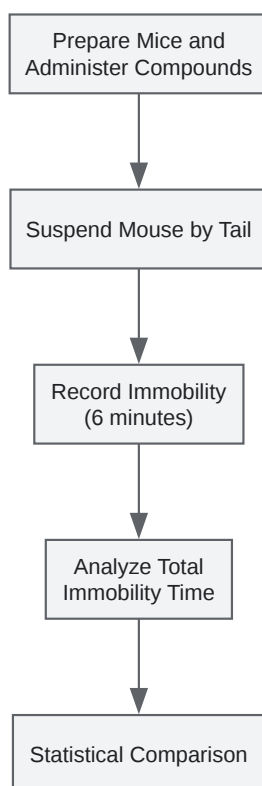 Prepare Mice and
Administer Compounds
Suspend Mouse by Tail
Record Immobility
(6 minutes)
Analyze Total
Immobility Time
Statistical Comparison